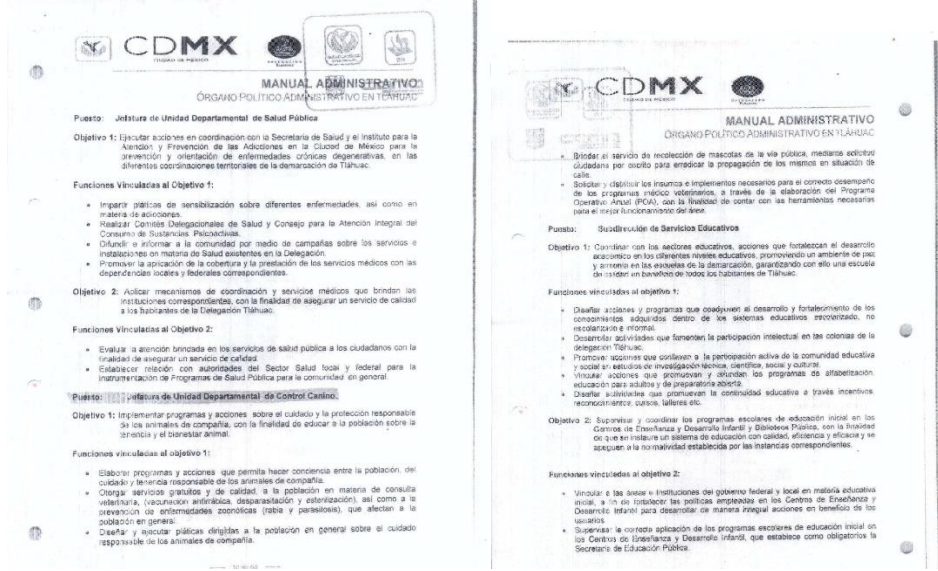 CDMX
CIUDAD DE MÉXICO
MANUAL ADMINISTRATIVO
ÓRGANO POLÍTICO ADMINISTRATIVO EN TLÁHUAC
Puesto: Jefatura de Unidad Departamental de Salud Pública
Objetivo 1: Ejecutar acciones en coordinación con la Secretaria de Salud y el Instituto para la
Atención y Prevención de las Adicciones en la Ciudad de México para la
prevención y orientación de enfermedades crónicas degenerativas, en las
diferentes coordinaciones territoriales de la demarcación de Tláhuac.
Funciones Vinculadas al Objetivo 1:
• Impartir pláticas de sensibilización sobre diferentes enfermedades, así como en
materia de adicciones.
• Realizar Comités Delegacionales de Salud y Consejo para la Atención Integral del
Consumo de Sustancias Psicoactivas.
• Difundir e informar a la comunidad por medio de campañas sobre los servicios e
instalaciones en materia de Salud existentes en la Delegación.
• Promover la aplicación de la cobertura y la prestación de los servicios médicos con las
dependencias locales y federales correspondientes.
Objetivo 2: Aplicar mecanismos de coordinación y servicios médicos que brindan las
instituciones correspondientes, con la finalidad de asegurar un servicio de calidad
a los habitantes de la Delegación Tláhuac.
Funciones Vinculadas al Objetivo 2:
• Evaluar la atención brindada en los servicios de salud pública a los ciudadanos con la
finalidad de asegurar un servicio de calidad.
• Establecer relación con autoridades del Sector Salud local y federal para la
instrumentación de Programas de Salud Pública para la comunidad en general.
Puesto: Jefatura de Unidad Departamental de Control Canino.
Objetivo 1: Implementar programas y acciones sobre el cuidado y la protección responsable
de los animales de compañía, con la finalidad de educar a la población sobre la
tenencia y el bienestar animal.
Funciones vinculadas al objetivo 1:
• Elaborar programas y acciones que permita hacer conciencia entre la población, del
cuidado y tenencia responsable de los animales de compañía.
• Otorgar servicios gratuitos y de calidad, a la población en materia de consulta
veterinaria, (vacunación antirrábica, desparasitación y esterilización), así como a la
prevención de enfermedades zoonóticas (rabia y parasitosis), que afectan a la
población en general.
• Diseñar y ejecutar pláticas dirigidas a la población en general sobre el cuidado
responsable de los animales de compañía.
CDMX
CIUDAD DE MÉXICO
MANUAL ADMINISTRATIVO
ÓRGANO POLÍTICO ADMINISTRATIVO EN TLÁHUAC
• Brindar el servicio de recolección de mascotas de la vía pública, mediante solicitud
ciudadana por escrito para erradicar la propagación de los mismos en situación de
calle.
• Solicitar y distribuir los insumos e implementos necesarios para el correcto desempeño
de los programas médico veterinarios, a través de la elaboración del Programa
Operativo Anual (POA), con la finalidad de contar con las herramientas necesarias
para el mejor funcionamiento del área.
Puesto: Subdirección de Servicios Educativos
Objetivo 1: Coordinar con los sectores educativos, acciones que fortalezcan el desarrollo
académico en los diferentes niveles educativos, promoviendo un ambiente de paz
y armonía en las escuelas de la demarcación, garantizando con ello una escuela
de calidad en beneficio de todos los habitantes de Tláhuac.
Funciones vinculadas al objetivo 1:
• Diseñar acciones y programas que coadyuven al desarrollo y fortalecimiento de los
conocimientos adquiridos dentro de los sistemas educativos escolarizado, no
escolarizado e informal.
• Desarrollar actividades que fomentan la participación intelectual en las colonias de la
delegación Tláhuac.
• Promover acciones que conllevan a la participación activa de la comunidad educativa
y social en estudios de investigación técnica, científica, social y cultural.
• Vincular acciones que promuevan y difundan los programas de alfabetización,
educación para adultos y de preparatoria abierta.
• Diseñar actividades que promuevan la continuidad educativa a través incentivos,
reconocimientos, cursos, talleres etc.
Objetivo 2: Supervisar y coordinar los programas escolares de educación inicial en los
Centros de Enseñanza y Desarrollo Infantil y Biblioteca Pública, con la finalidad
de que se instaure un sistema de educación con calidad, eficiencia y eficacia y se
apeguen a la normatividad establecida por las instancias correspondientes.
Funciones vinculadas al objetivo 2:
• Vincular a las áreas e Instituciones del gobierno federal y local en materia educativa
inicial, a fin de fortalecer las políticas empleadas en los Centros de Enseñanza y
Desarrollo Infantil para desarrollar de manera integral acciones en beneficio de los
usuarios.
• Supervisar la correcta aplicación de los programas escolares de educación inicial en
los Centros de Enseñanza y Desarrollo Infantil, que establece como obligatorios la
Secretaría de Educación Pública.